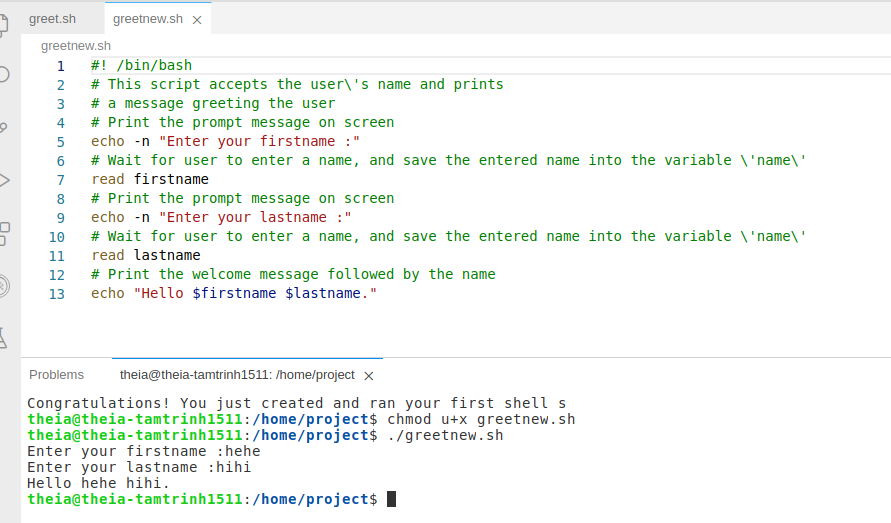 greet.sh greetnew.sh ×
greetnew.sh
1 #! /bin/bash
2 # This script accepts the user\'s name and prints
3 # a message greeting the user
4 # Print the prompt message on screen
5 echo -n "Enter your firstname :"
6 # Wait for user to enter a name, and save the entered name into the variable \'name\'
7 read firstname
8 # Print the prompt message on screen
9 echo -n "Enter your lastname :"
10 # Wait for user to enter a name, and save the entered name into the variable \'name\'
11 read lastname
12 # Print the welcome message followed by the name
13 echo "Hello $firstname $lastname."
Problems theia@theia-tamtrinh1511: /home/project ×
Congratulations! You just created and ran your first shell s
theia@theia-tamtrinh1511:/home/project$ chmod u+x greetnew.sh
theia@theia-tamtrinh1511:/home/project$ ./greetnew.sh
Enter your firstname :hehe
Enter your lastname :hihi
Hello hehe hihi.
theia@theia-tamtrinh1511:/home/project$